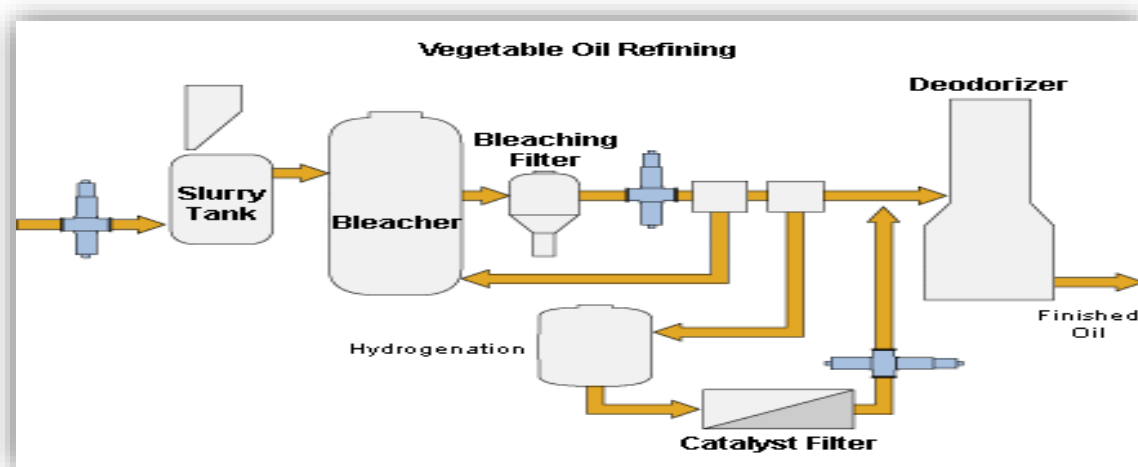 Vegetable Oil Refining
Deodorizer
Bleaching
Filter
Slurry
Tank
Bleacher
Finished
Oil
Hydrogenation
Catalyst Filter